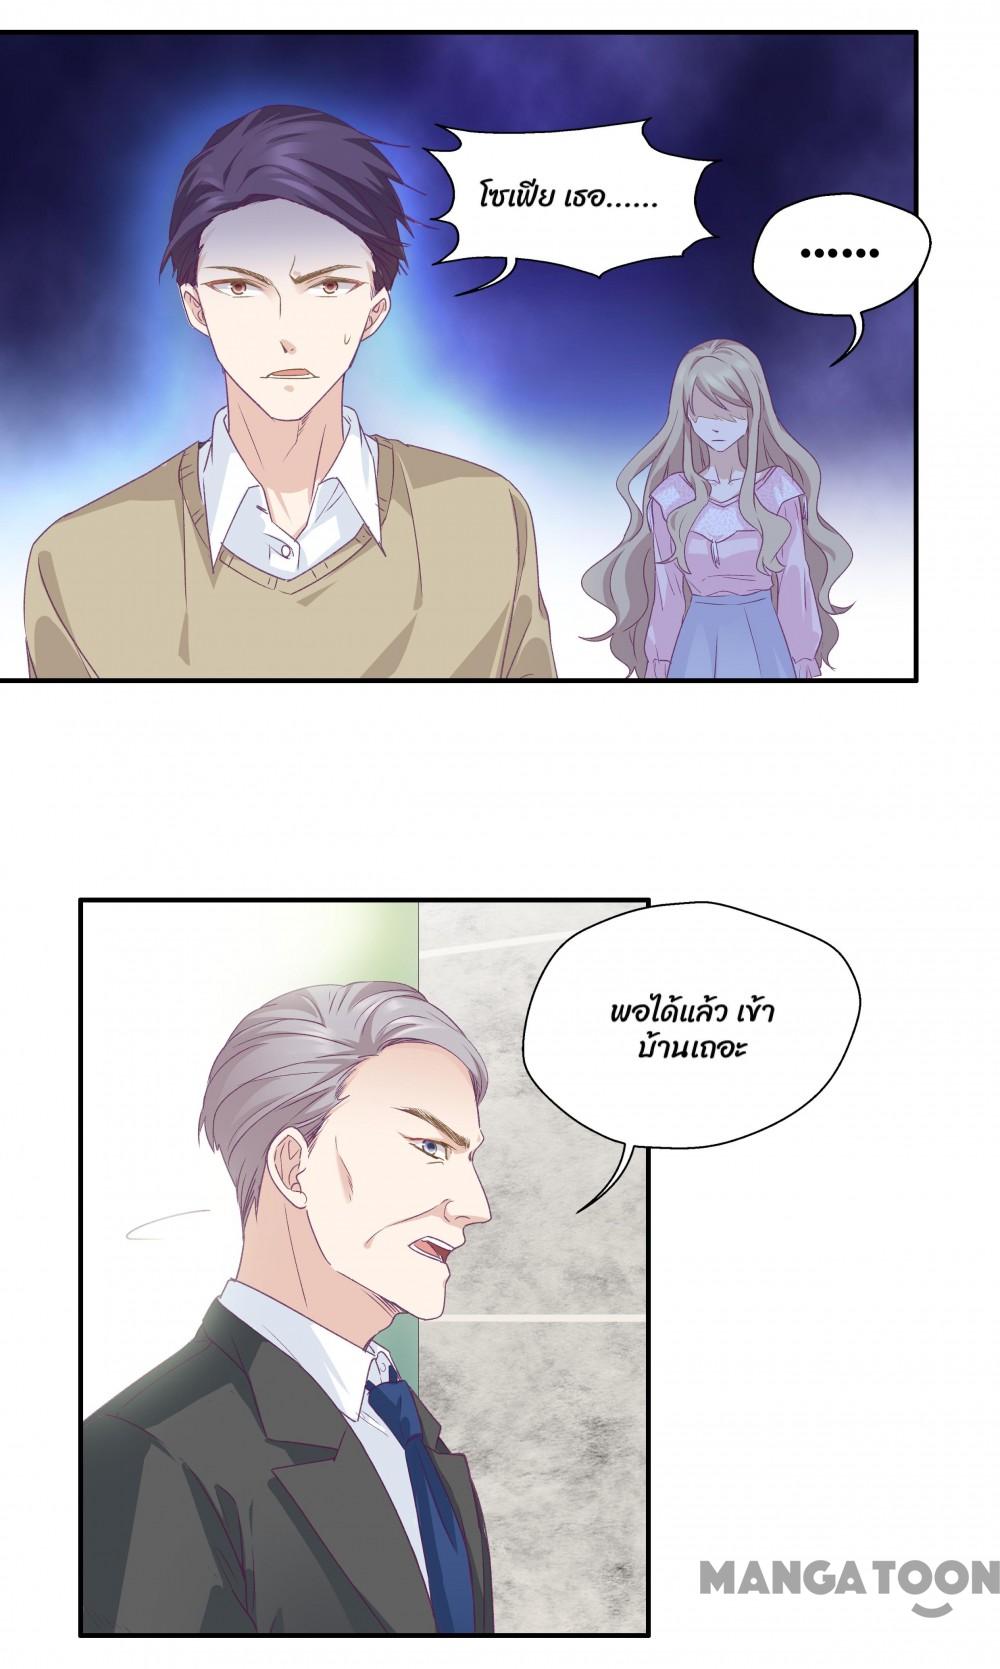 โซเฟีย เธอ......
......
พอได้แล้ว เข้า
บ้านเถอะ
MANGATOON